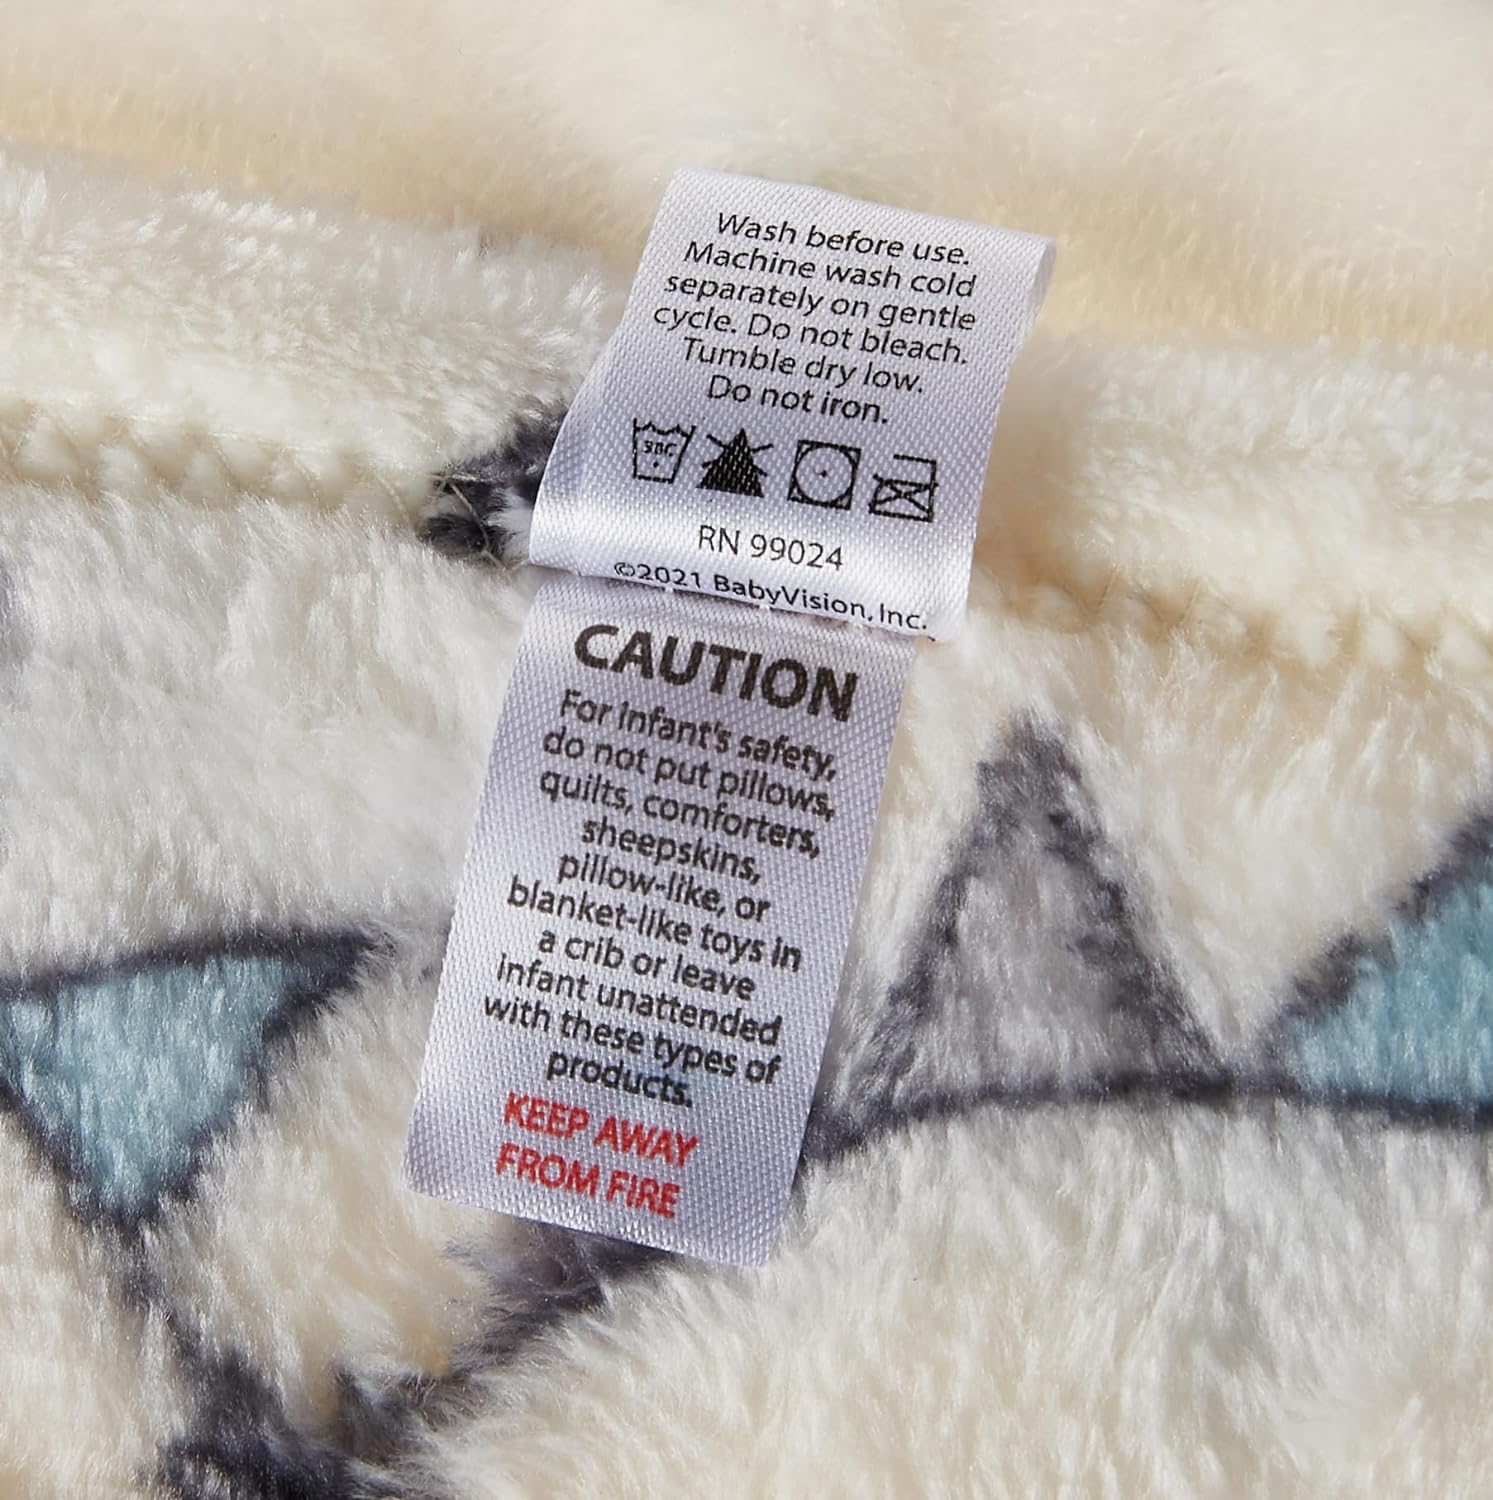 Wash before use.
Machine wash cold
separately on gentle
cycle. Do not bleach.
Tumble dry low.
Do not iron.
RN 99024
©2021 BabyVision, Inc.
CAUTION
For infant's safety,
do not put pillows,
quilts, comforters,
sheepskins,
pillow-like, or
blanket-like toys in
a crib or leave
infant unattended
with these types of
products.
KEEP AWAY
FROM FIRE